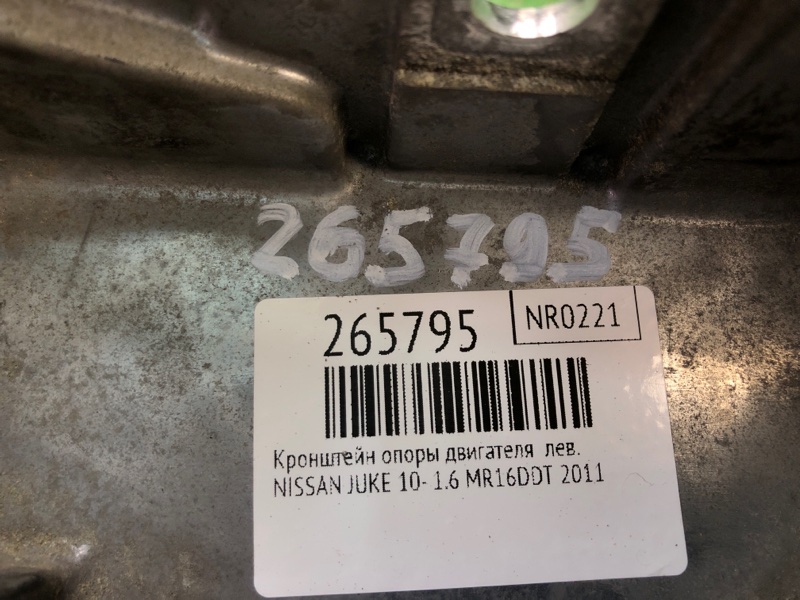 265795
265795
NR0221
Кронштейн опоры двигателя лев.
NISSAN JUKE 10- 1.6 MR16DDT 2011